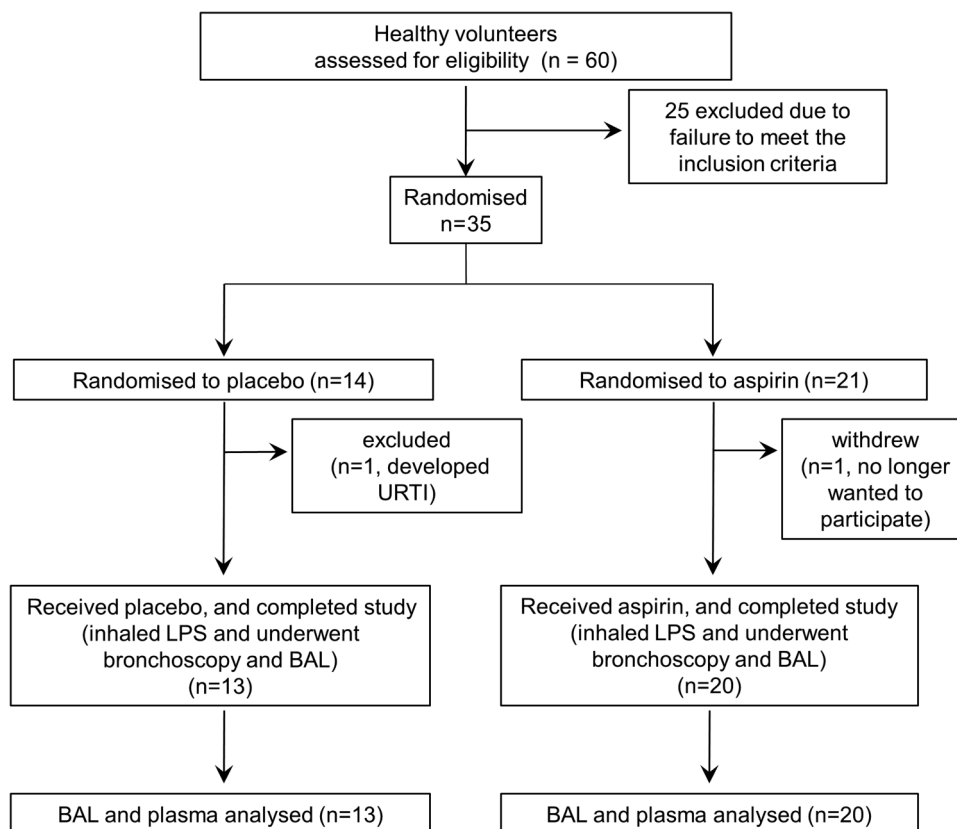 Healthy volunteers
assessed for eligibility  (n = 60)
25 excluded due to
failure to meet the
inclusion criteria
Randomised
n=35
Randomised to placebo (n=14)
Randomised to aspirin (n=21)
excluded
(n=1, developed
URTI)
withdrew
(n=1, no longer
wanted to
participate)
Received placebo, and completed study
(inhaled LPS and underwent
bronchoscopy and BAL)
(n=13)
Received aspirin, and completed study
(inhaled LPS and underwent
bronchoscopy and BAL)
(n=20)
BAL and plasma analysed (n=13)
BAL and plasma analysed (n=20)